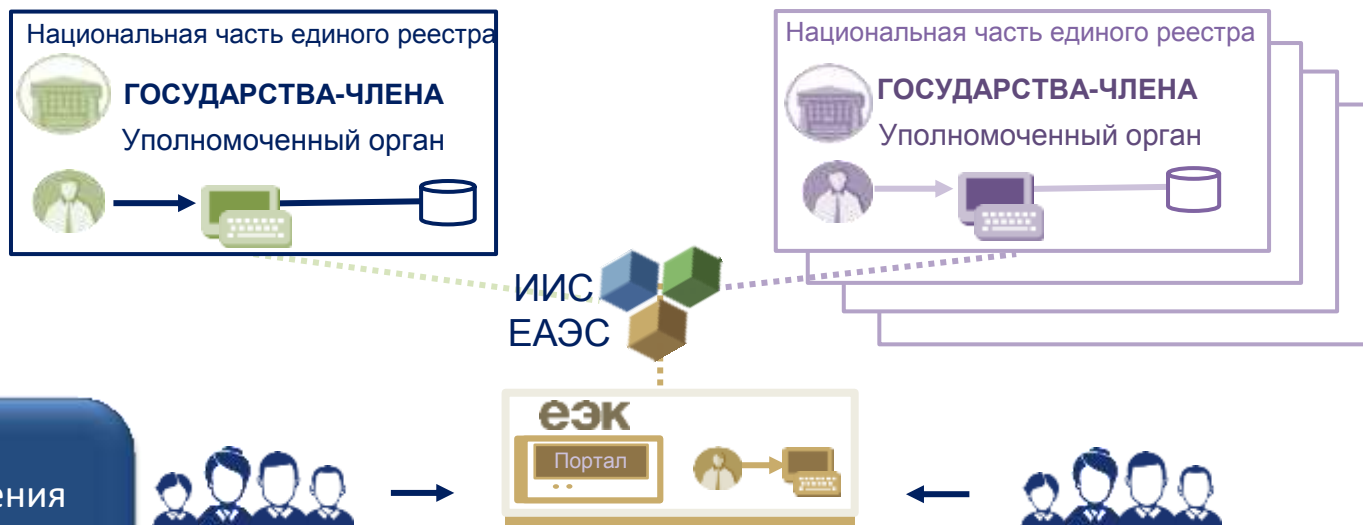 Национальная часть единого реестра
ГОСУДАРСТВА-ЧЛЕНА
Уполномоченный орган
Национальная часть единого реестра
ГОСУДАРСТВА-ЧЛЕНА
Уполномоченный орган
ИИС
ЕАЭС
еэк
Портал
ения